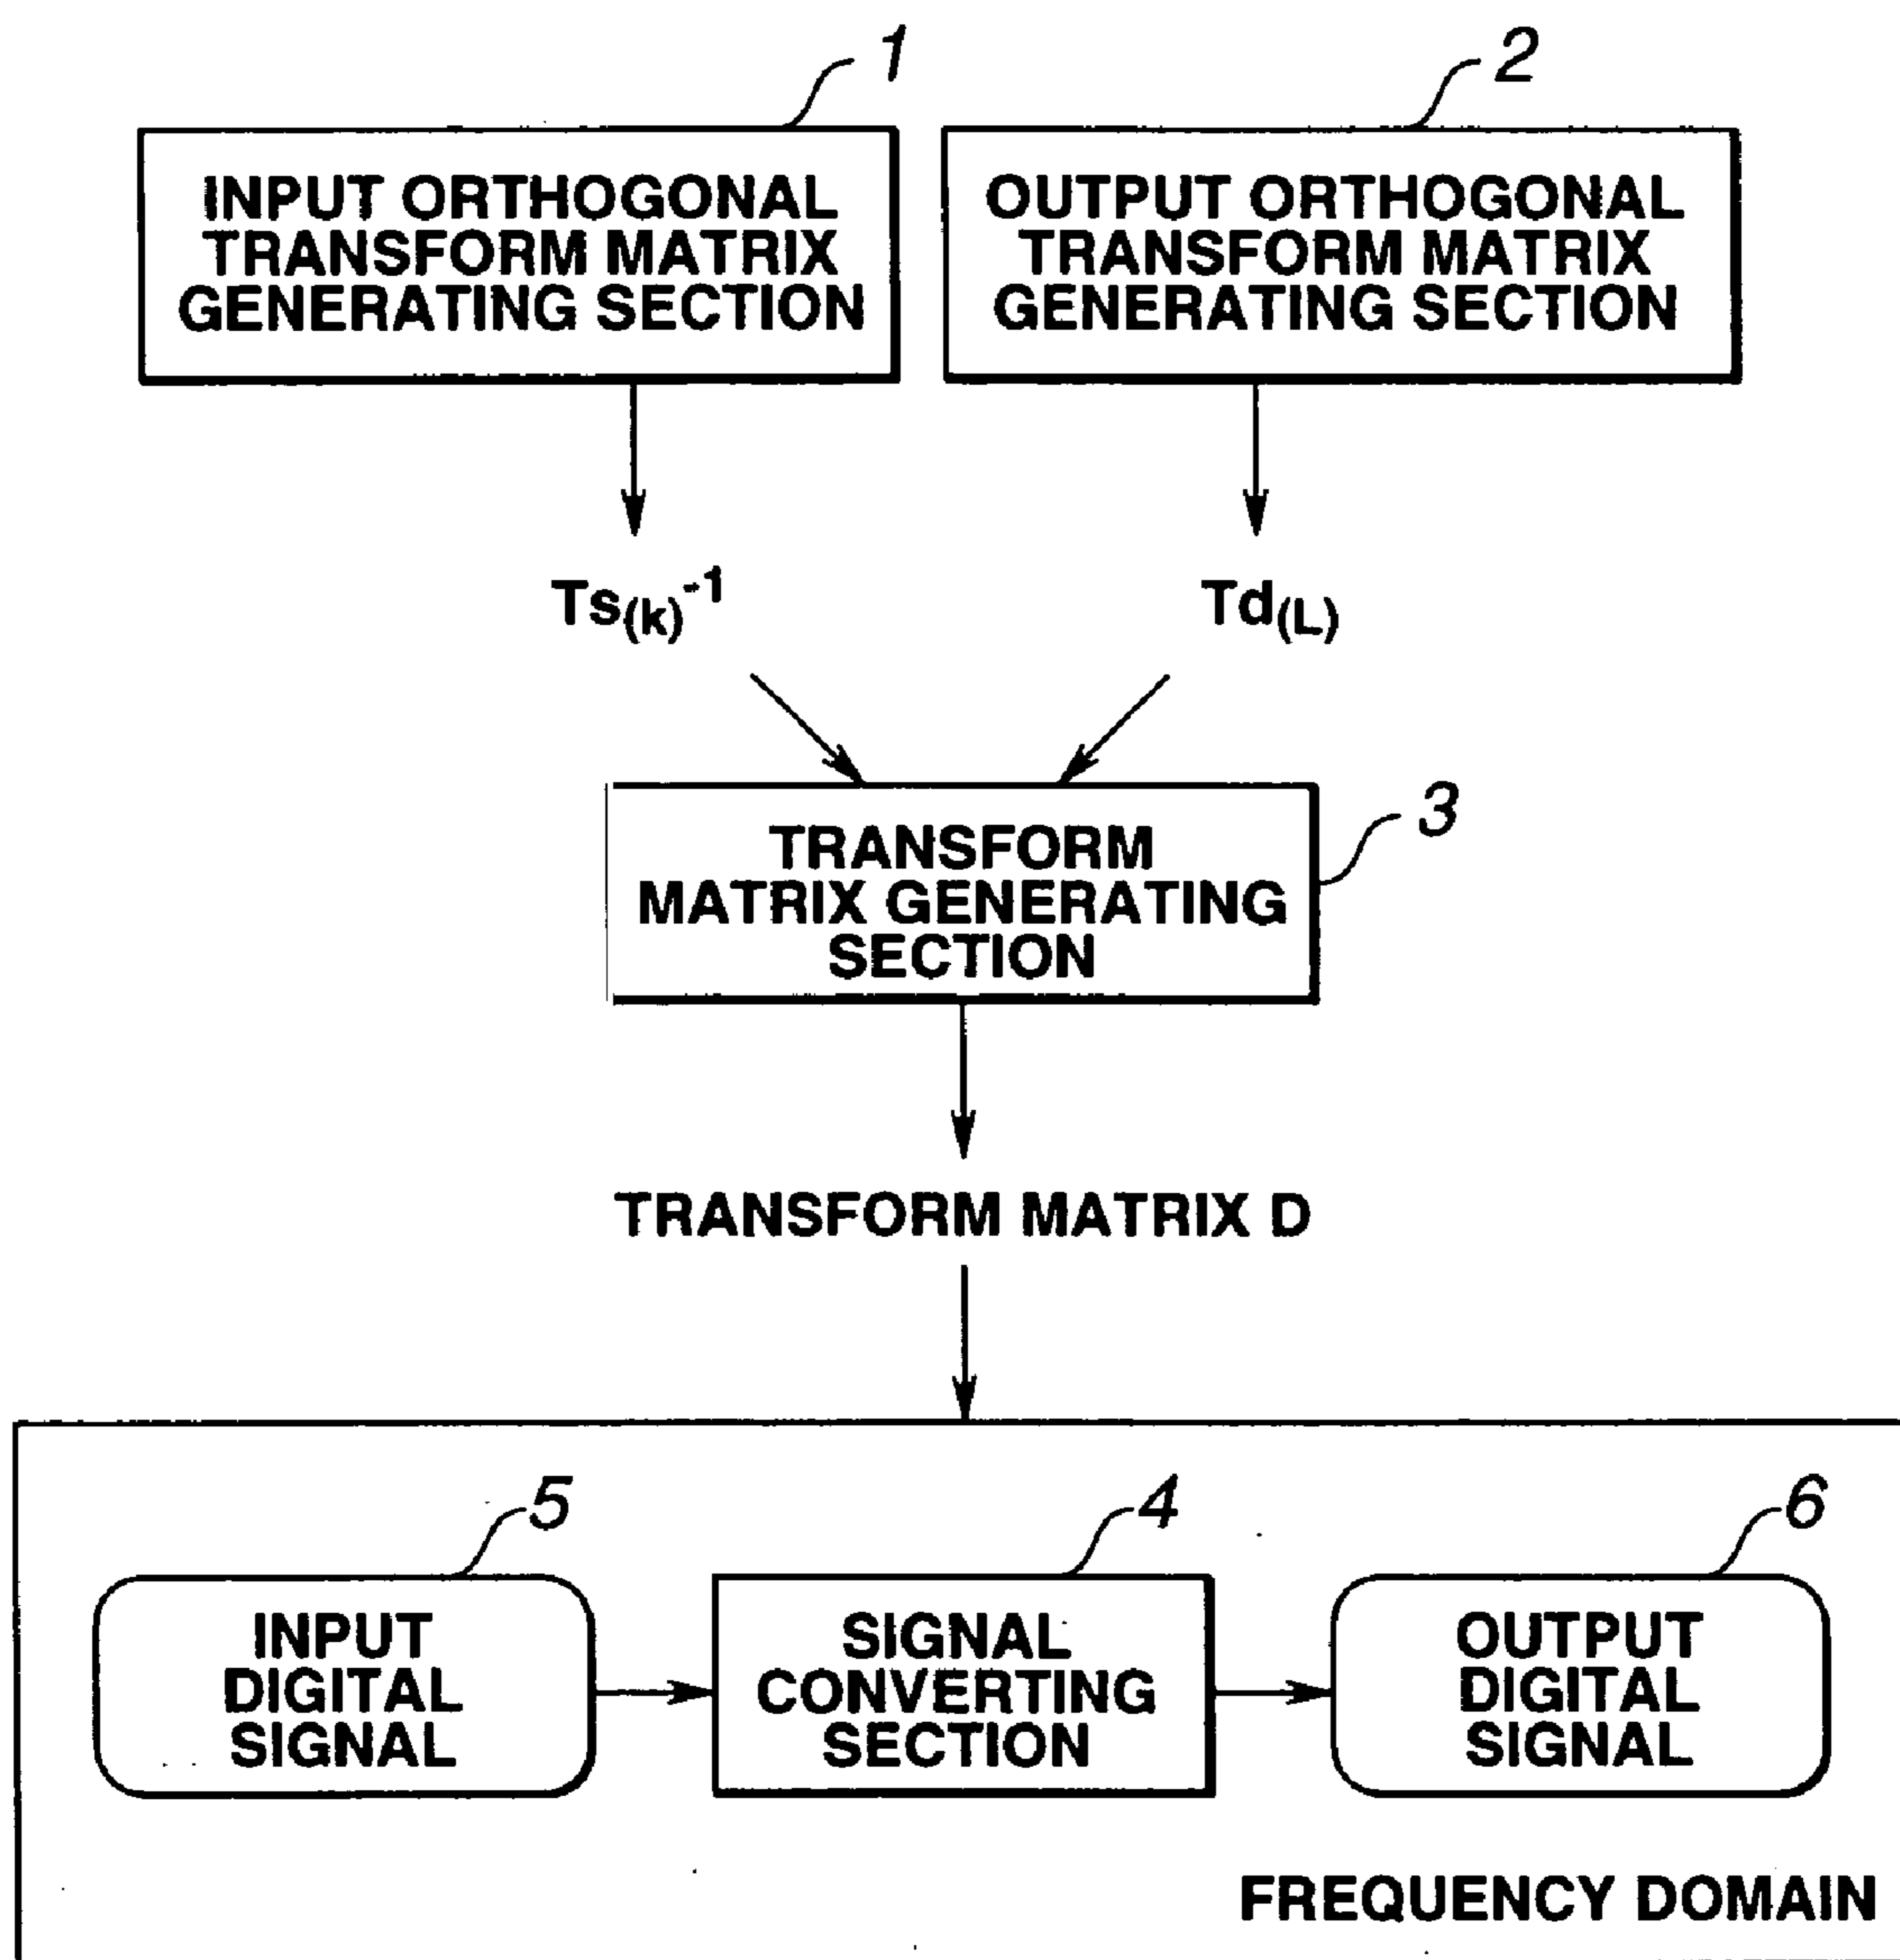 1
2
INPUT ORTHOGONAL
TRANSFORM MATRIX
GENERATING SECTION
OUTPUT ORTHOGONAL
TRANSFORM MATRIX
GENERATING SECTION
Ts(k)-1
Td(L)
3
TRANSFORM
MATRIX GENERATING
SECTION
TRANSFORM MATRIX D
5
4
6
INPUT
DIGITAL
SIGNAL
SIGNAL
CONVERTING
SECTION
OUTPUT
DIGITAL
SIGNAL
FREQUENCY DOMAIN